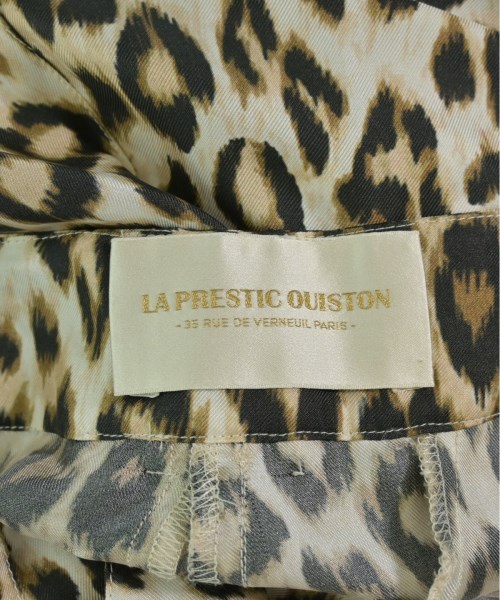 LA PRESTIC OUISTON
- 35 RUE DE VERNEUIL PARIS -